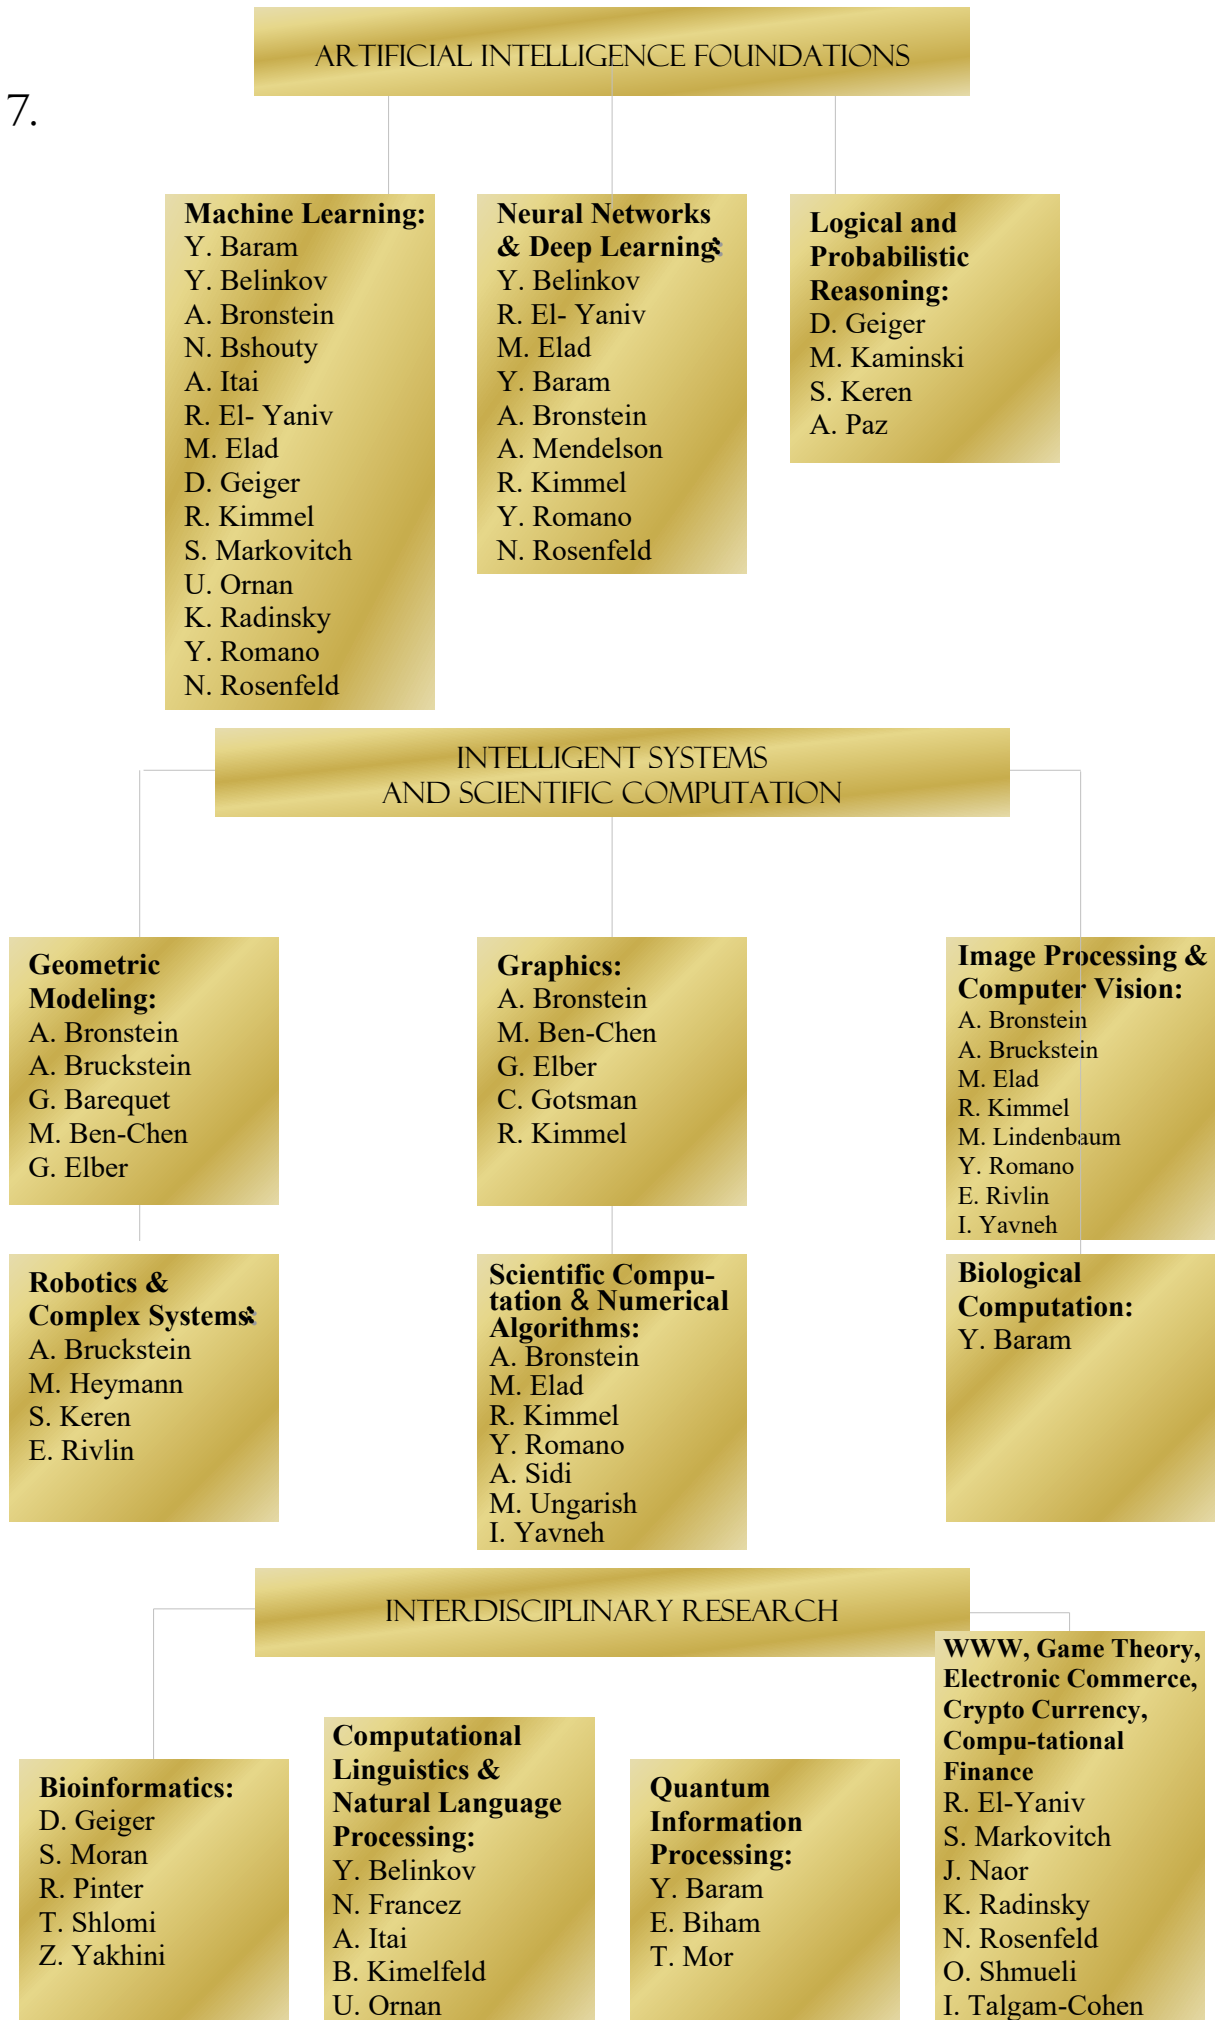 ARTIFICIAL INTELLIGENCE FOUNDATIONS
7.
Machine Learning:
Y. Baram
Y. Belinkov
A. Bronstein
N. Bshouty
A. Itai
R. El- Yaniv
M. Elad
D. Geiger
R. Kimmel
S. Markovitch
U. Ornan
K. Radinsky
Y. Romano
N. Rosenfeld
Neural Networks
& Deep Learning:
Y. Belinkov
R. El- Yaniv
M. Elad
Y. Baram
A. Bronstein
A. Mendelson
R. Kimmel
Y. Romano
N. Rosenfeld
Logical and
Probabilistic
Reasoning:
D. Geiger
M. Kaminski
S. Keren
A. Paz
INTELLIGENT SYSTEMS
AND SCIENTIFIC COMPUTATION
Geometric
Modeling:
A. Bronstein
A. Bruckstein
G. Barequet
M. Ben-Chen
G. Elber
Graphics:
A. Bronstein
M. Ben-Chen
G. Elber
C. Gotsman
R. Kimmel
Image Processing &
Computer Vision:
A. Bronstein
A. Bruckstein
M. Elad
R. Kimmel
M. Lindenbaum
Y. Romano
E. Rivlin
I. Yavneh
Robotics &
Complex Systems:
A. Bruckstein
M. Heymann
S. Keren
E. Rivlin
Scientific Compu-
tation & Numerical
Algorithms:
A. Bronstein
M. Elad
R. Kimmel
Y. Romano
A. Sidi
M. Ungarish
I. Yavneh
Biological
Computation:
Y. Baram
INTERDISCIPLINARY RESEARCH
Bioinformatics:
D. Geiger
S. Moran
R. Pinter
T. Shlomi
Z. Yakhini
Computational
Linguistics &
Natural Language
Processing:
Y. Belinkov
N. Francez
A. Itai
B. Kimelfeld
U. Ornan
Quantum
Information
Processing:
Y. Baram
E. Biham
T. Mor
WWW, Game Theory,
Electronic Commerce,
Crypto Currency,
Compu-tational
Finance
R. El-Yaniv
S. Markovitch
J. Naor
K. Radinsky
N. Rosenfeld
O. Shmueli
I. Talgam-Cohen